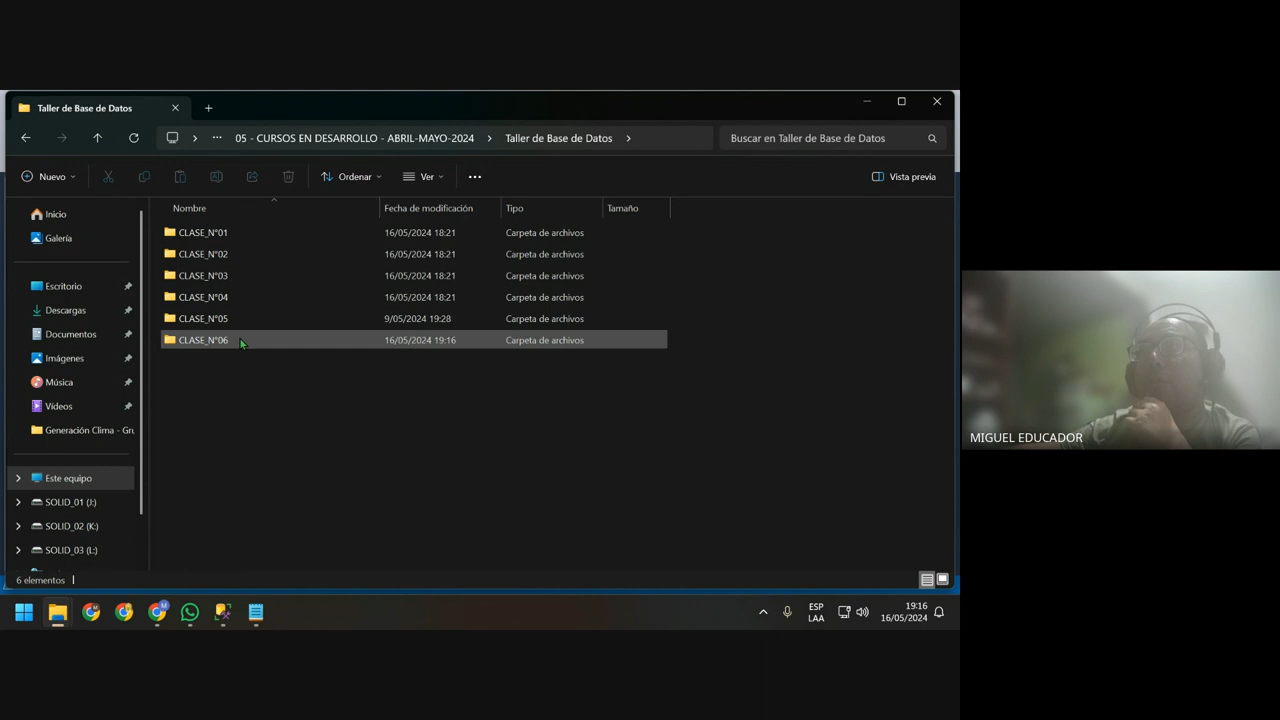 Taller de Base de Datos
05 - CURSOS EN DESARROLLO - ABRIL-MAYO-2024
Taller de Base de Datos
Buscar en Taller de Base de Datos
Nuevo
Ordenar
Ver
Vista previa
Nombre
Fecha de modificación
Tipo
Tamaño
CLASE_N°01 16/05/2024 18:21 Carpeta de archivos
CLASE_N°02 16/05/2024 18:21 Carpeta de archivos
CLASE_N°03 16/05/2024 18:21 Carpeta de archivos
CLASE_N°04 16/05/2024 18:21 Carpeta de archivos
CLASE_N°05 9/05/2024 19:28 Carpeta de archivos
CLASE_N°06 16/05/2024 19:16 Carpeta de archivos
Inicio
Galería
Escritorio
Descargas
Documentos
Imágenes
Música
Vídeos
Generación Clima - Gru
Este equipo
SOLID_01 (J:)
SOLID_02 (K:)
SOLID_03 (L:)
6 elementos
ESP
LAA
19:16
16/05/2024
MIGUEL EDUCADOR